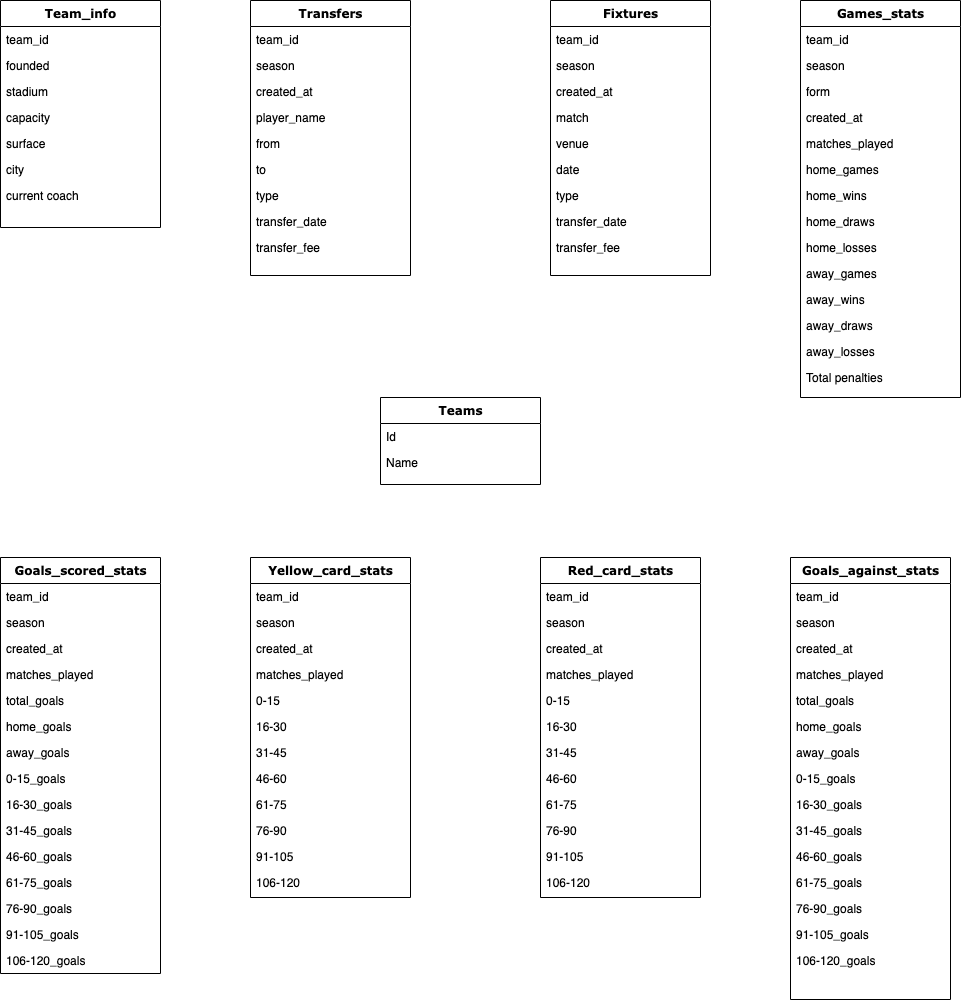 Team_info
team_id
founded
stadium
capacity
surface
city
current coach
Transfers
team_id
season
created_at
player_name
from
to
type
transfer_date
transfer_fee
Fixtures
team_id
season
created_at
match
venue
date
type
transfer_date
transfer_fee
Games_stats
team_id
season
form
created_at
matches_played
home_games
home_wins
home_draws
home_losses
away_games
away_wins
away_draws
away_losses
Total penalties
Teams
Id
Name
Goals_scored_stats
team_id
season
created_at
matches_played
total_goals
home_goals
away_goals
0-15_goals
16-30_goals
31-45_goals
46-60_goals
61-75_goals
76-90_goals
91-105_goals
106-120_goals
Yellow_card_stats
team_id
season
created_at
matches_played
0-15
16-30
31-45
46-60
61-75
76-90
91-105
106-120
Red_card_stats
team_id
season
created_at
matches_played
0-15
16-30
31-45
46-60
61-75
76-90
91-105
106-120
Goals_against_stats
team_id
season
created_at
matches_played
total_goals
home_goals
away_goals
0-15_goals
16-30_goals
31-45_goals
46-60_goals
61-75_goals
76-90_goals
91-105_goals
106-120_goals